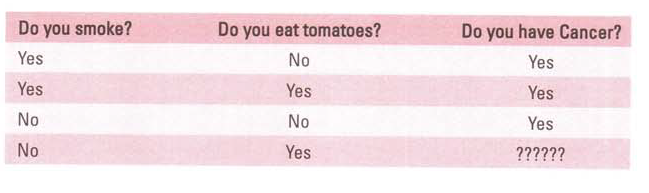 Do you smoke? Do you eat tomatoes? Do you have Cancer?
Yes No Yes
Yes Yes Yes
No No Yes
No Yes ??????